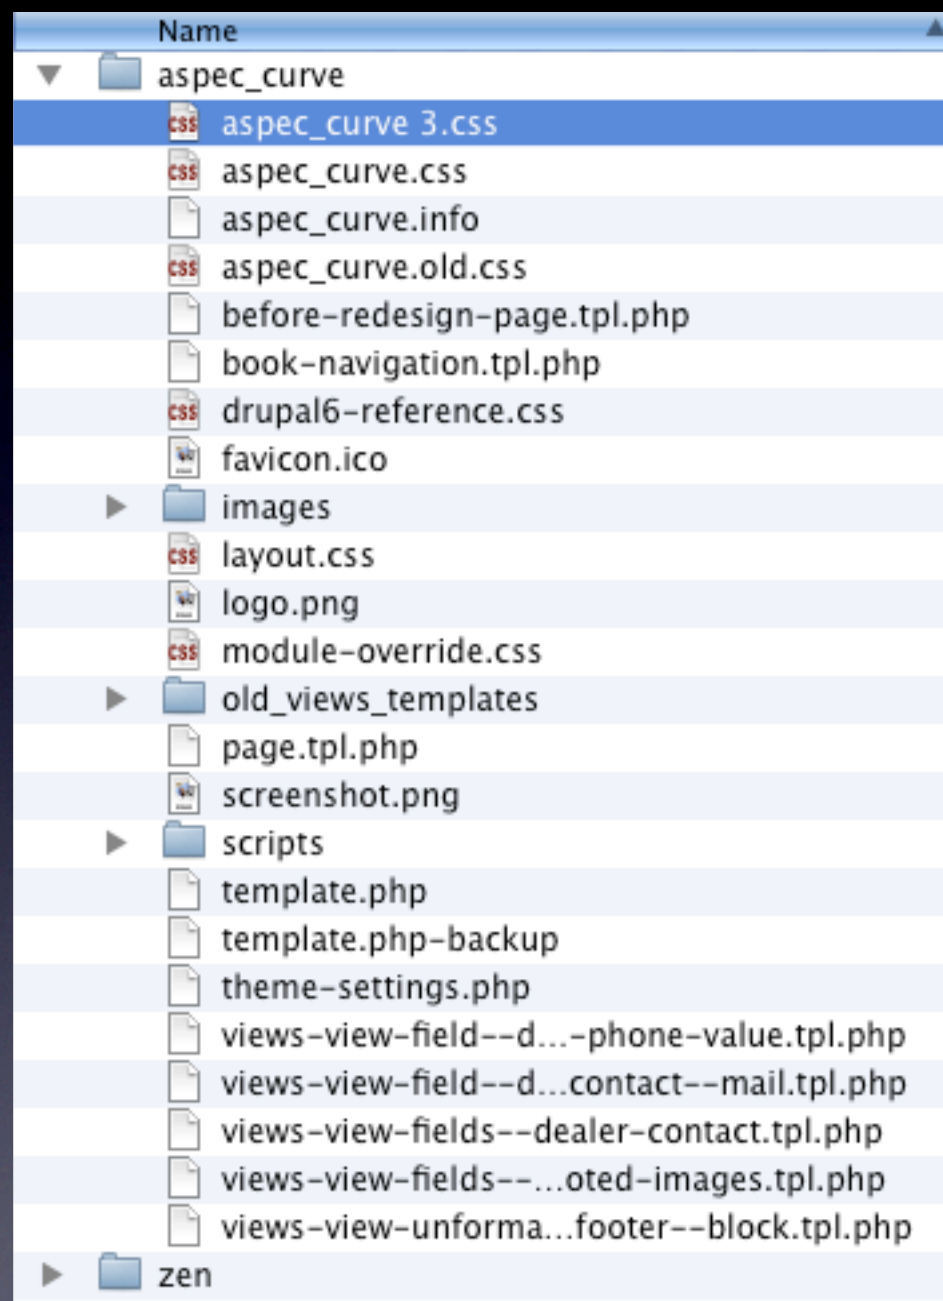 Name
aspec_curve
aspec_curve 3.css
aspec_curve.css
aspec_curve.info
aspec_curve.old.css
before-redesign-page.tpl.php
book-navigation.tpl.php
drupal6-reference.css
favicon.ico
images
layout.css
logo.png
module-override.css
old_views_templates
page.tpl.php
screenshot.png
scripts
template.php
template.php-backup
theme-settings.php
views-view-field--d...-phone-value.tpl.php
views-view-field--d...contact--mail.tpl.php
views-view-fields--dealer-contact.tpl.php
views-view-fields--...oted-images.tpl.php
views-view-unforma...footer--block.tpl.php
zen